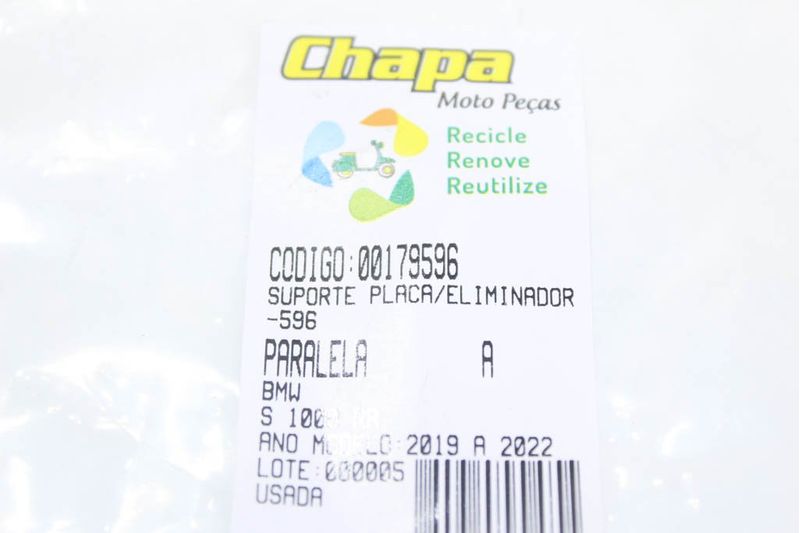 Chapa
Moto Peças
Recicle
Renove
Reutilize
CODIGO:00179596
SUPORTE PLACA/ELIMINADOR
-596
PARALELA A
BMW
S
ANO MODELO:2019 A 2022
LOTE:000005
USADA